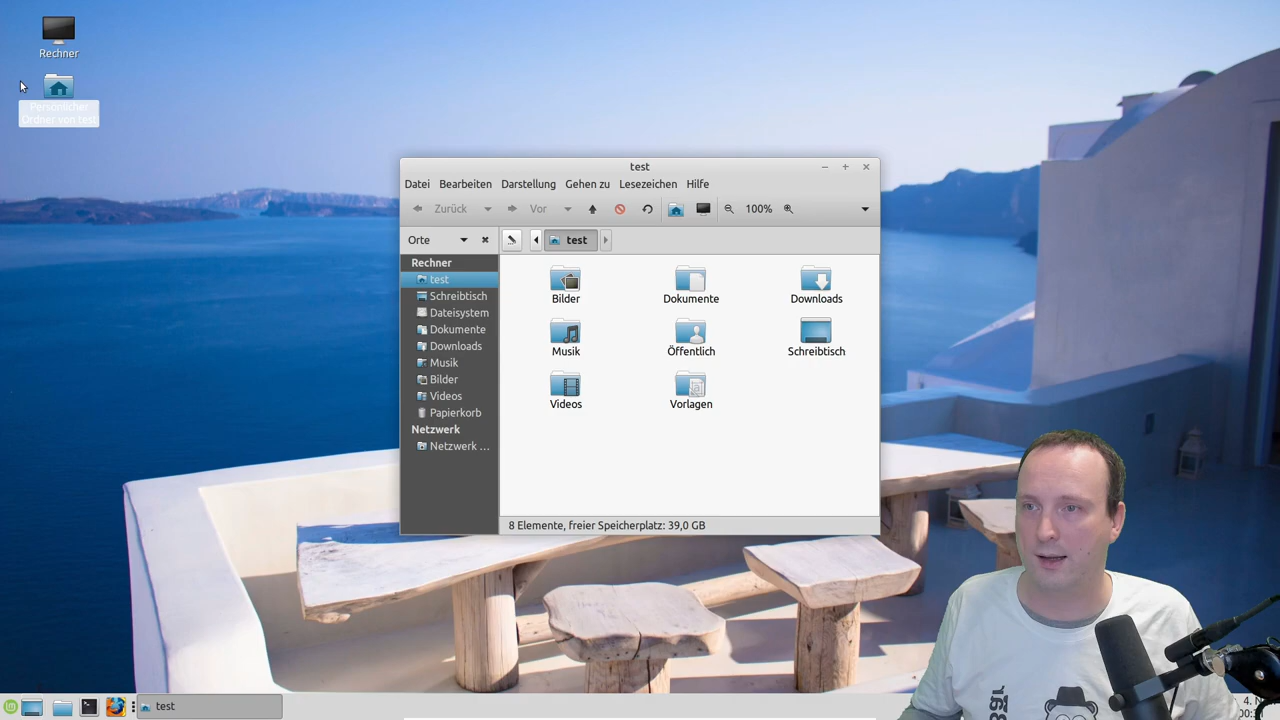 Rechner
Persönlicher
Ordner von test
test
Datei Bearbeiten Darstellung Gehen zu Lesezeichen Hilfe
Zurück Vor 100%
Orte test
Rechner
test
Schreibtisch
Dateisystem
Dokumente
Downloads
Musik
Bilder
Videos
Papierkorb
Netzwerk
Netzwerk ...
Bilder Dokumente Downloads
Musik Öffentlich Schreibtisch
Videos Vorlagen
8 Elemente, freier Speicherplatz: 39,0 GB
test